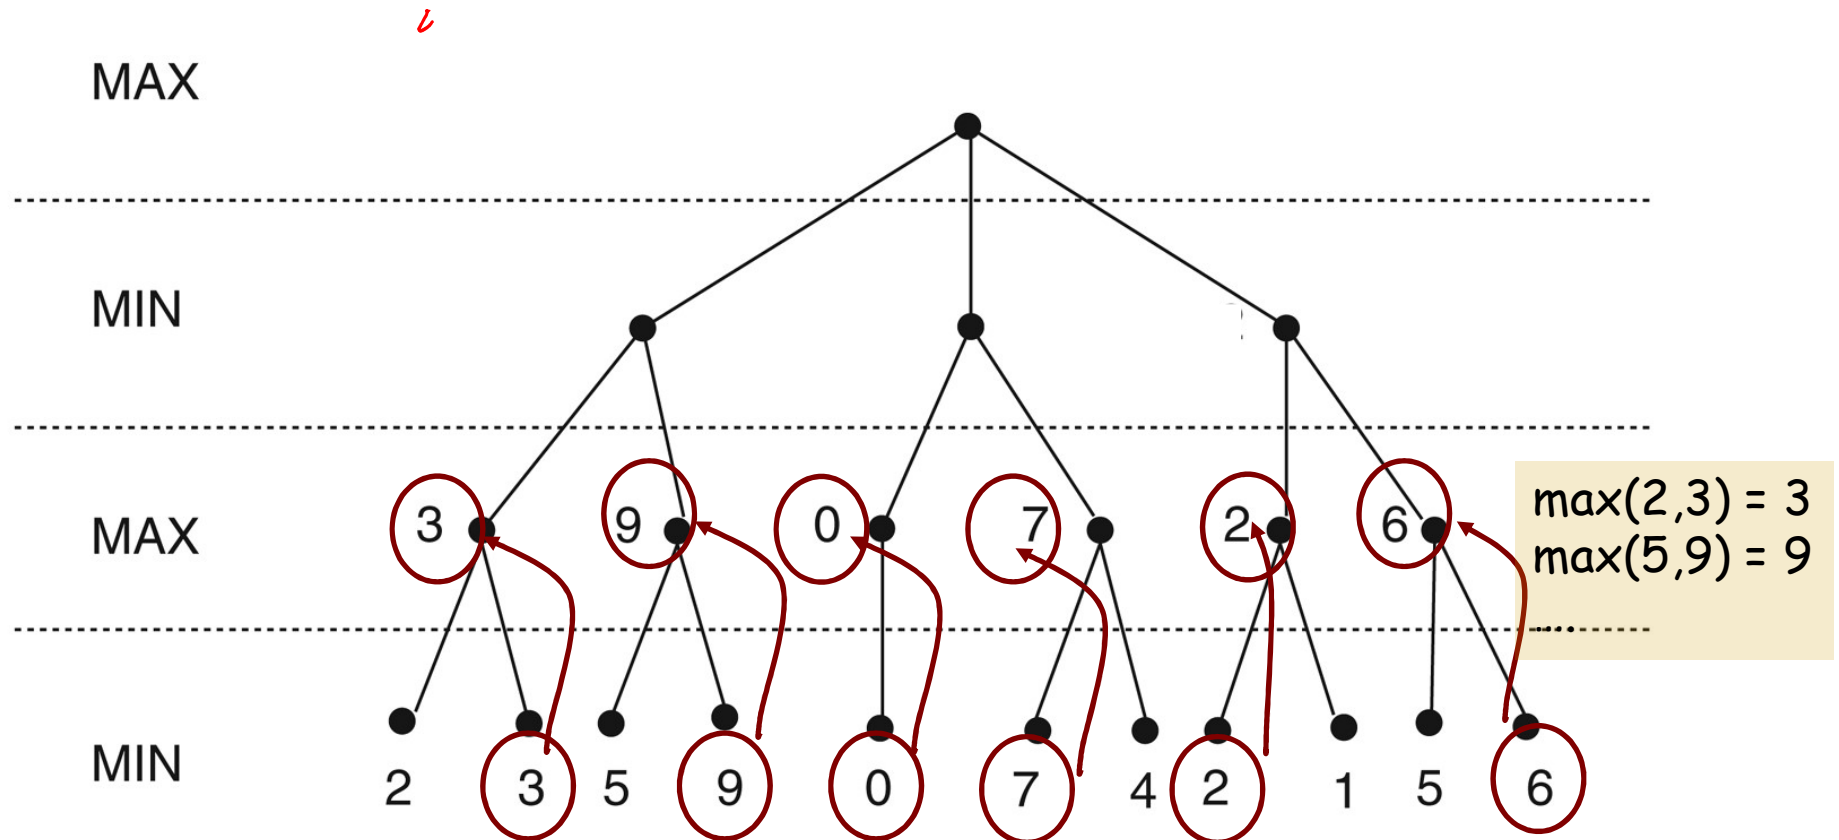 MAX
MIN
MAX
3 9 0 7 2 6
max(2,3) = 3
max(5,9) = 9
....
MIN
2 3 5 9 0 7 4 2 1 5 6